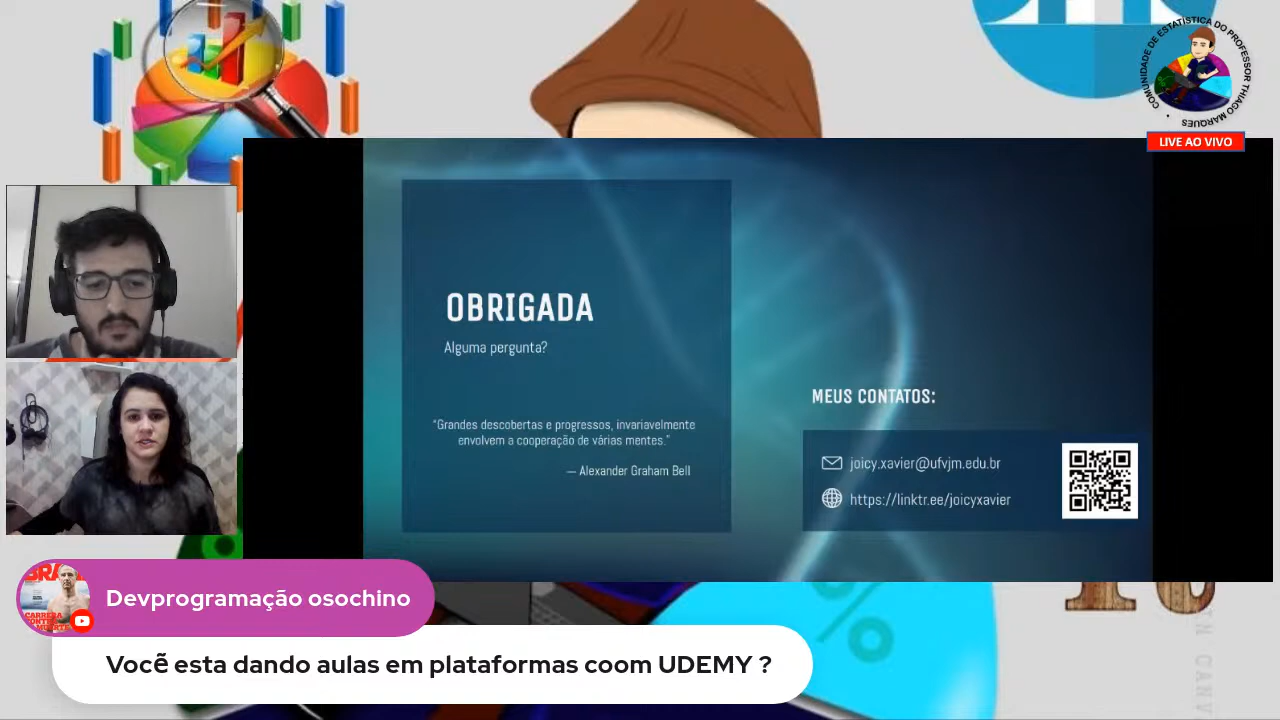 COMUNIDADE DE ESTATÍSTICA DO PROFESSOR THIAGO MARQUES
LIVE AO VIVO
OBRIGADA
Alguma pergunta?
“Grandes descobertas e progressos, invariavelmente
envolvem a cooperação de várias mentes.”
— Alexander Graham Bell
MEUS CONTATOS:
joicy.xavier@ufvjm.edu.br
https://linktr.ee/joicyxavier
Devprogramação osochino
Vocễ esta dando aulas em plataformas coom UDEMY ?